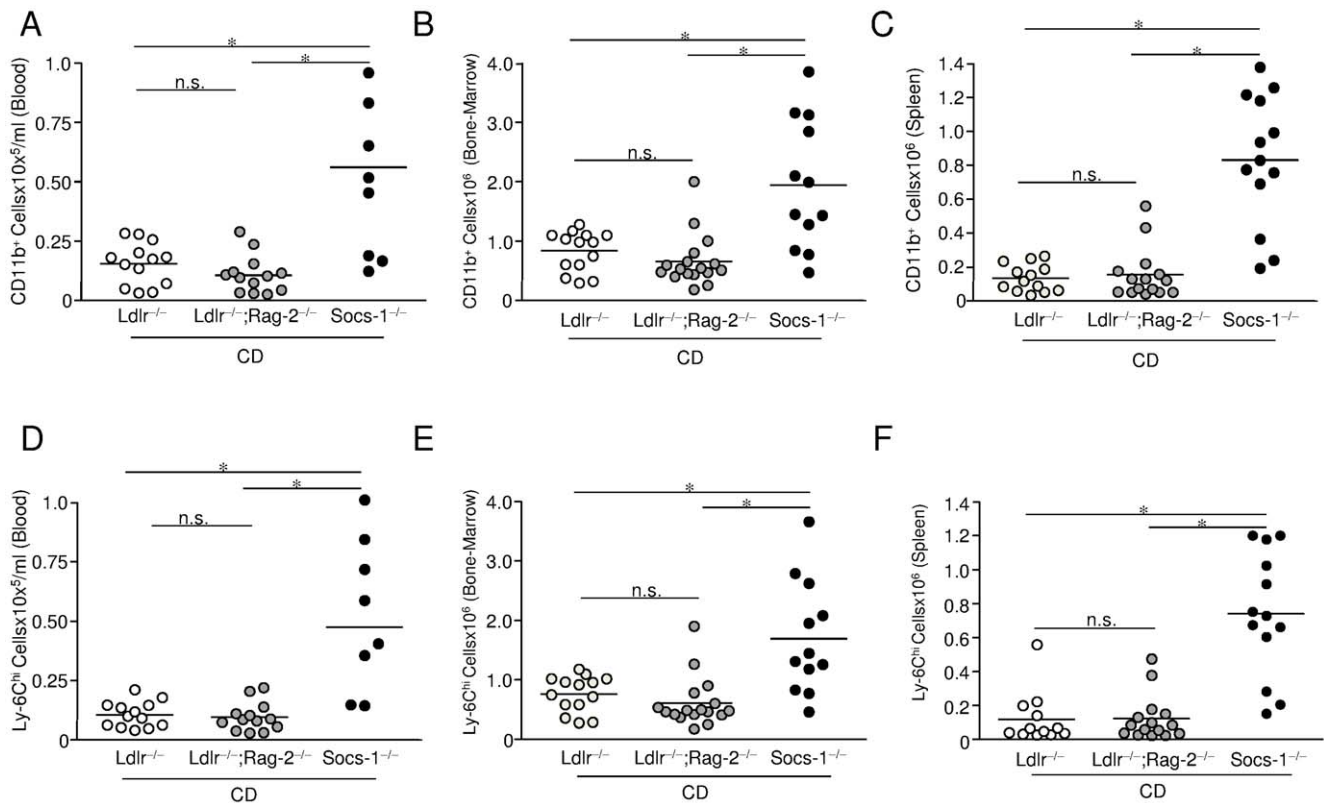 A
CD11b⁺ Cellsx10x⁵/ml (Blood)
1.0
0.75
0.50
0.25
0
*
*
n.s.
Ldlr⁻/⁻
Ldlr⁻/⁻;Rag-2⁻/⁻
Socs-1⁻/⁻
CD
B
CD11b⁺ Cellsx10⁶ (Bone-Marrow)
4.0
3.0
2.0
1.0
0
*
*
n.s.
Ldlr⁻/⁻
Ldlr⁻/⁻;Rag-2⁻/⁻
Socs-1⁻/⁻
CD
C
CD11b⁺ Cellsx10⁶ (Spleen)
1.4
1.2
1.0
0.8
0.6
0.4
0.2
0
*
*
n.s.
Ldlr⁻/⁻
Ldlr⁻/⁻;Rag-2⁻/⁻
Socs-1⁻/⁻
CD
D
Ly-6Cʰⁱ Cellsx10x⁵/ml (Blood)
1.0
0.75
0.50
0.25
0
*
*
n.s.
Ldlr⁻/⁻
Ldlr⁻/⁻;Rag-2⁻/⁻
Socs-1⁻/⁻
CD
E
Ly-6Cʰⁱ Cellsx10⁶ (Bone-Marrow)
4.0
3.0
2.0
1.0
0
*
*
n.s.
Ldlr⁻/⁻
Ldlr⁻/⁻;Rag-2⁻/⁻
Socs-1⁻/⁻
CD
F
Ly-6Cʰⁱ Cellsx10⁶ (Spleen)
1.4
1.2
1.0
0.8
0.6
0.4
0.2
0
*
*
n.s.
Ldlr⁻/⁻
Ldlr⁻/⁻;Rag-2⁻/⁻
Socs-1⁻/⁻
CD